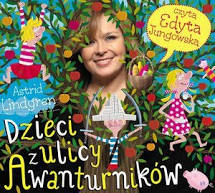 czyta
Edyta
Jungowska
Astrid
Lindgren
Dzieci
z ulicy
Awanturników